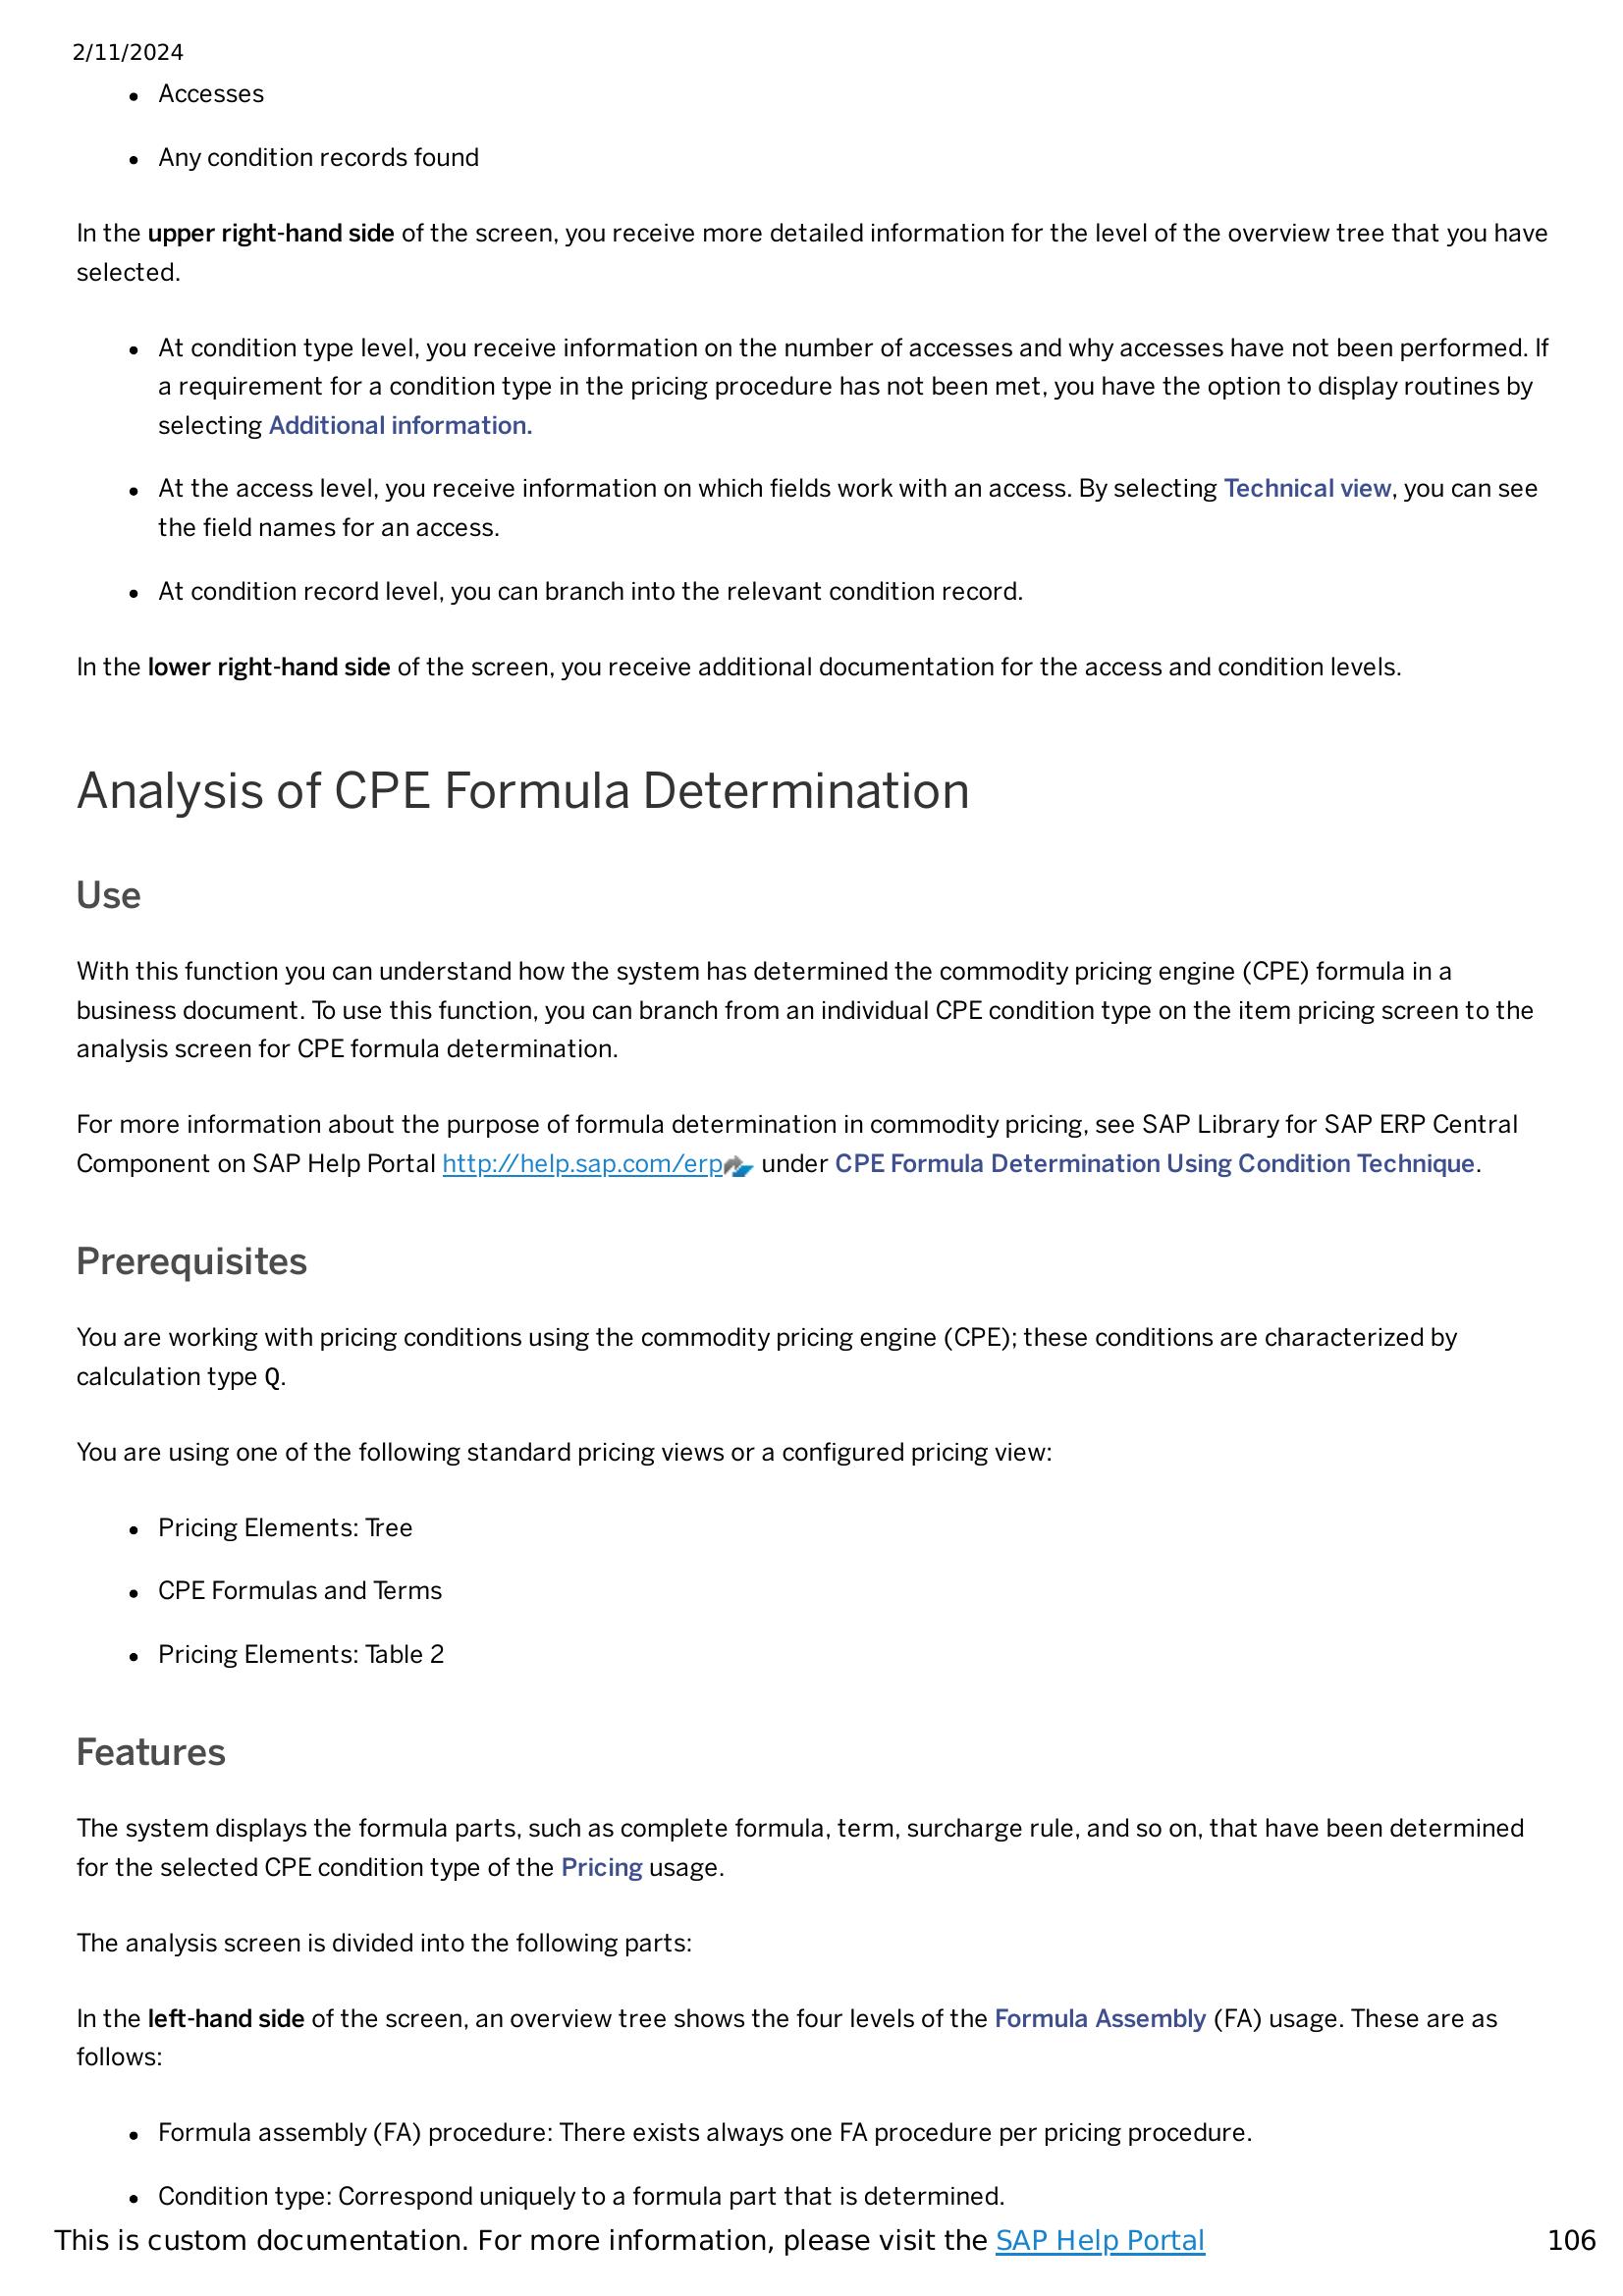 2/11/2024
• Accesses
• Any condition records found
In the upper right-hand side of the screen, you receive more detailed information for the level of the overview tree that you have
selected.
• At condition type level, you receive information on the number of accesses and why accesses have not been performed. If
a requirement for a condition type in the pricing procedure has not been met, you have the option to display routines by
selecting Additional information.
• At the access level, you receive information on which fields work with an access. By selecting Technical view, you can see
the field names for an access.
• At condition record level, you can branch into the relevant condition record.
In the lower right-hand side of the screen, you receive additional documentation for the access and condition levels.
Analysis of CPE Formula Determination
Use
With this function you can understand how the system has determined the commodity pricing engine (CPE) formula in a
business document. To use this function, you can branch from an individual CPE condition type on the item pricing screen to the
analysis screen for CPE formula determination.
For more information about the purpose of formula determination in commodity pricing, see SAP Library for SAP ERP Central
Component on SAP Help Portal http://help.sap.com/erp under CPE Formula Determination Using Condition Technique.
Prerequisites
You are working with pricing conditions using the commodity pricing engine (CPE); these conditions are characterized by
calculation type Q.
You are using one of the following standard pricing views or a configured pricing view:
• Pricing Elements: Tree
• CPE Formulas and Terms
• Pricing Elements: Table 2
Features
The system displays the formula parts, such as complete formula, term, surcharge rule, and so on, that have been determined
for the selected CPE condition type of the Pricing usage.
The analysis screen is divided into the following parts:
In the left-hand side of the screen, an overview tree shows the four levels of the Formula Assembly (FA) usage. These are as
follows:
• Formula assembly (FA) procedure: There exists always one FA procedure per pricing procedure.
• Condition type: Correspond uniquely to a formula part that is determined.
This is custom documentation. For more information, please visit the SAP Help Portal 106